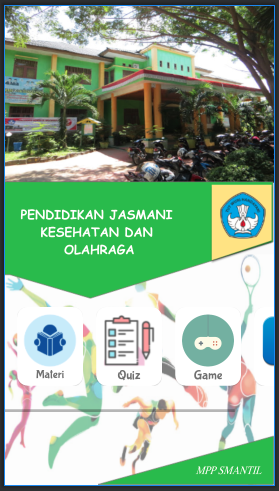 PENDIDIKAN JASMANI
KESEHATAN DAN
OLAHRAGA
Materi
Quiz
Game
MPP SMANTIL